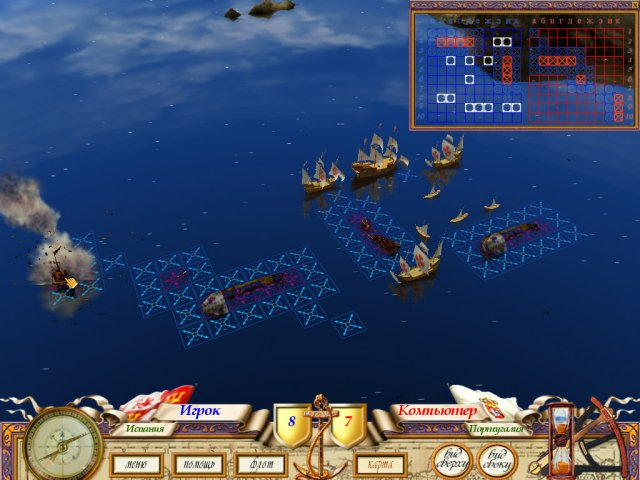 а б в г д е ж з и к
Игрок
8
7
Компьютер
Испания
Португалия
меню
помощь
флот
карта
вид сверху
вид сбоку